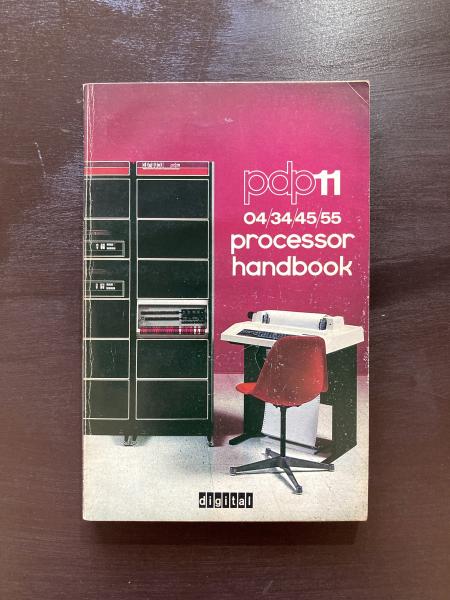 pdp11
04/34/45/55
processor
handbook
digital